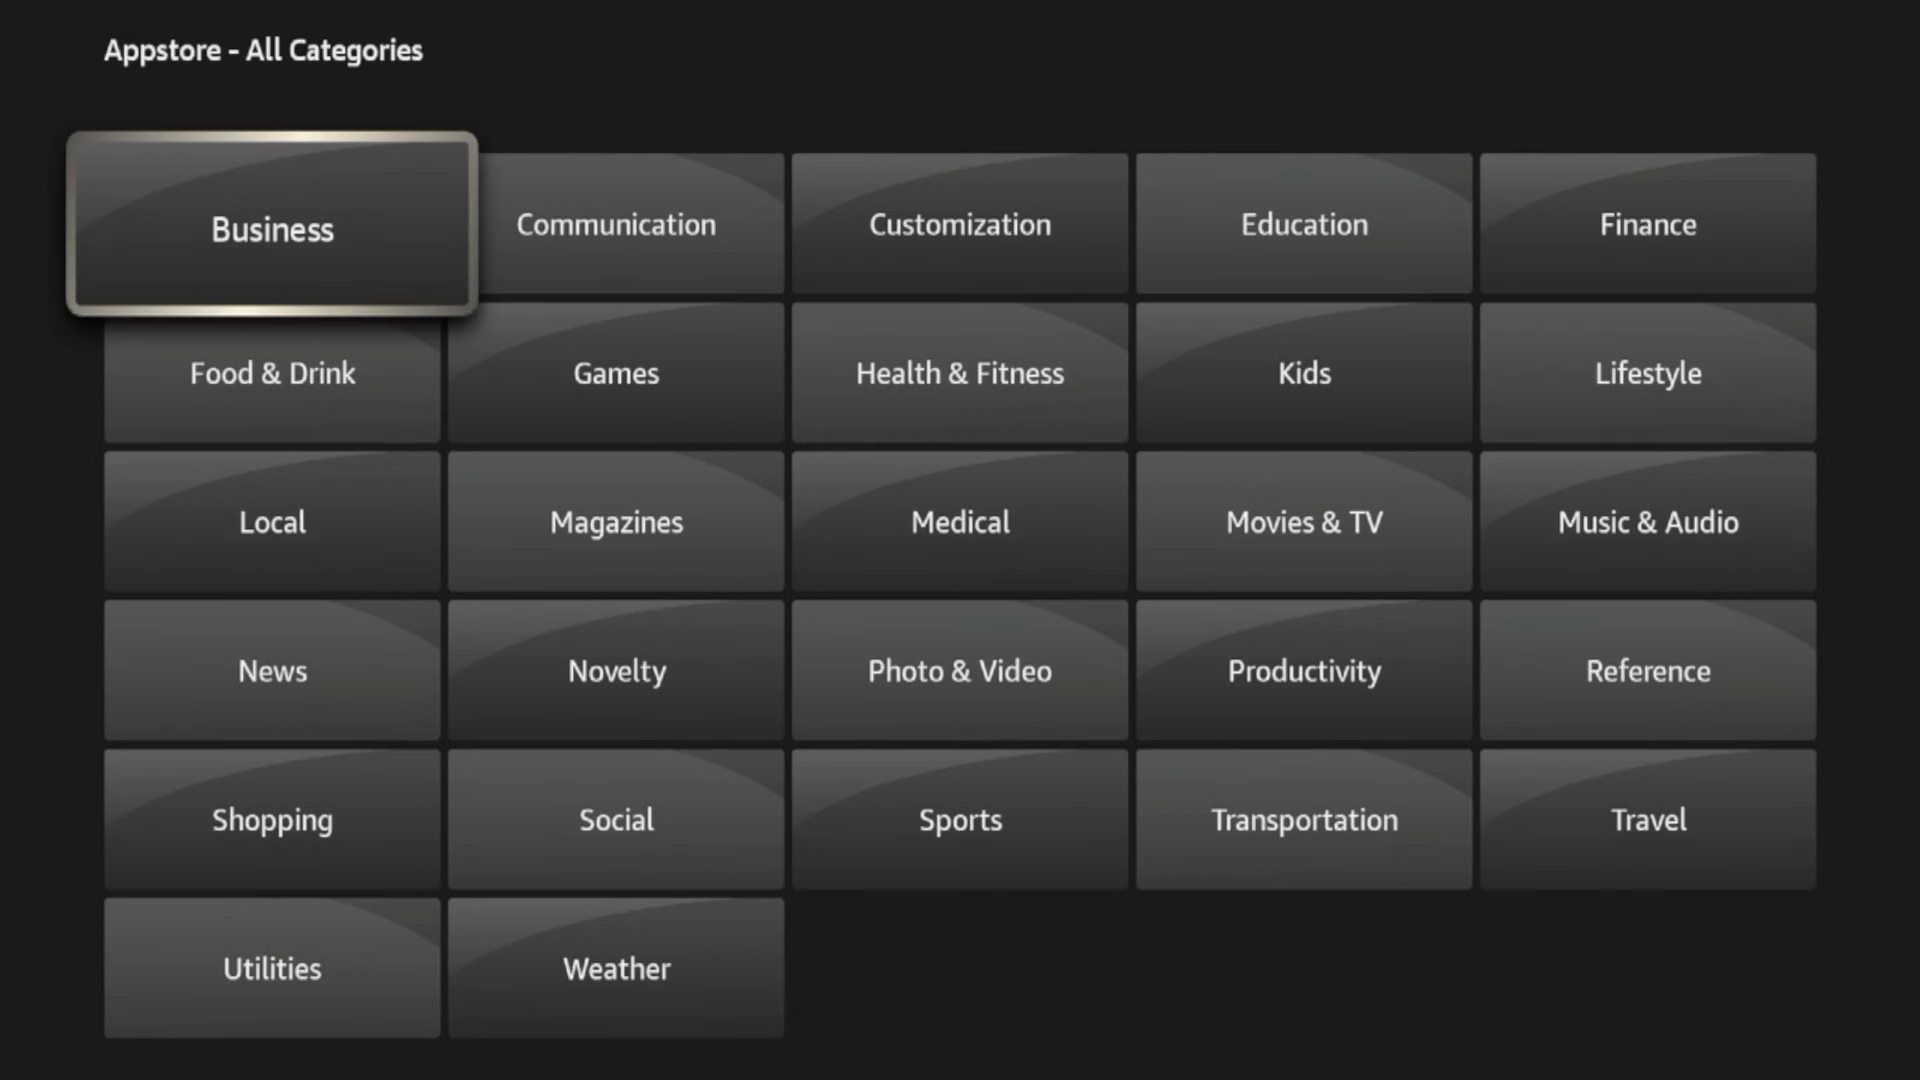 Appstore - All Categories
Business
Communication
Customization
Education
Finance
Food & Drink
Games
Health & Fitness
Kids
Lifestyle
Local
Magazines
Medical
Movies & TV
Music & Audio
News
Novelty
Photo & Video
Productivity
Reference
Shopping
Social
Sports
Transportation
Travel
Utilities
Weather